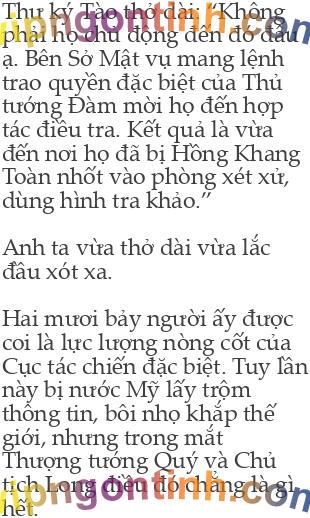 Thư ký Tào thở dài: “Không
phải họ chủ động đến đó đâu
ạ. Bên Sở Mật vụ mang lệnh
trao quyền đặc biệt của Thủ
tướng Đàm mời họ đến hợp
tác điều tra. Kết quả là vừa
đến nơi họ đã bị Hồng Khang
Toàn nhốt vào phòng xét xử,
dùng hình tra khảo.”
Anh ta vừa thở dài vừa lắc
đầu xót xa.
Hai mươi bảy người ấy được
coi là lực lượng nòng cốt của
Cục tác chiến đặc biệt. Tuy lần
này bị nước Mỹ lấy trộm
thông tin, bôi nhọ khắp thế
giới, nhưng trong mắt
Thượng tướng Quý và Chủ
tịch Long điều đó chẳng là gì
hết.